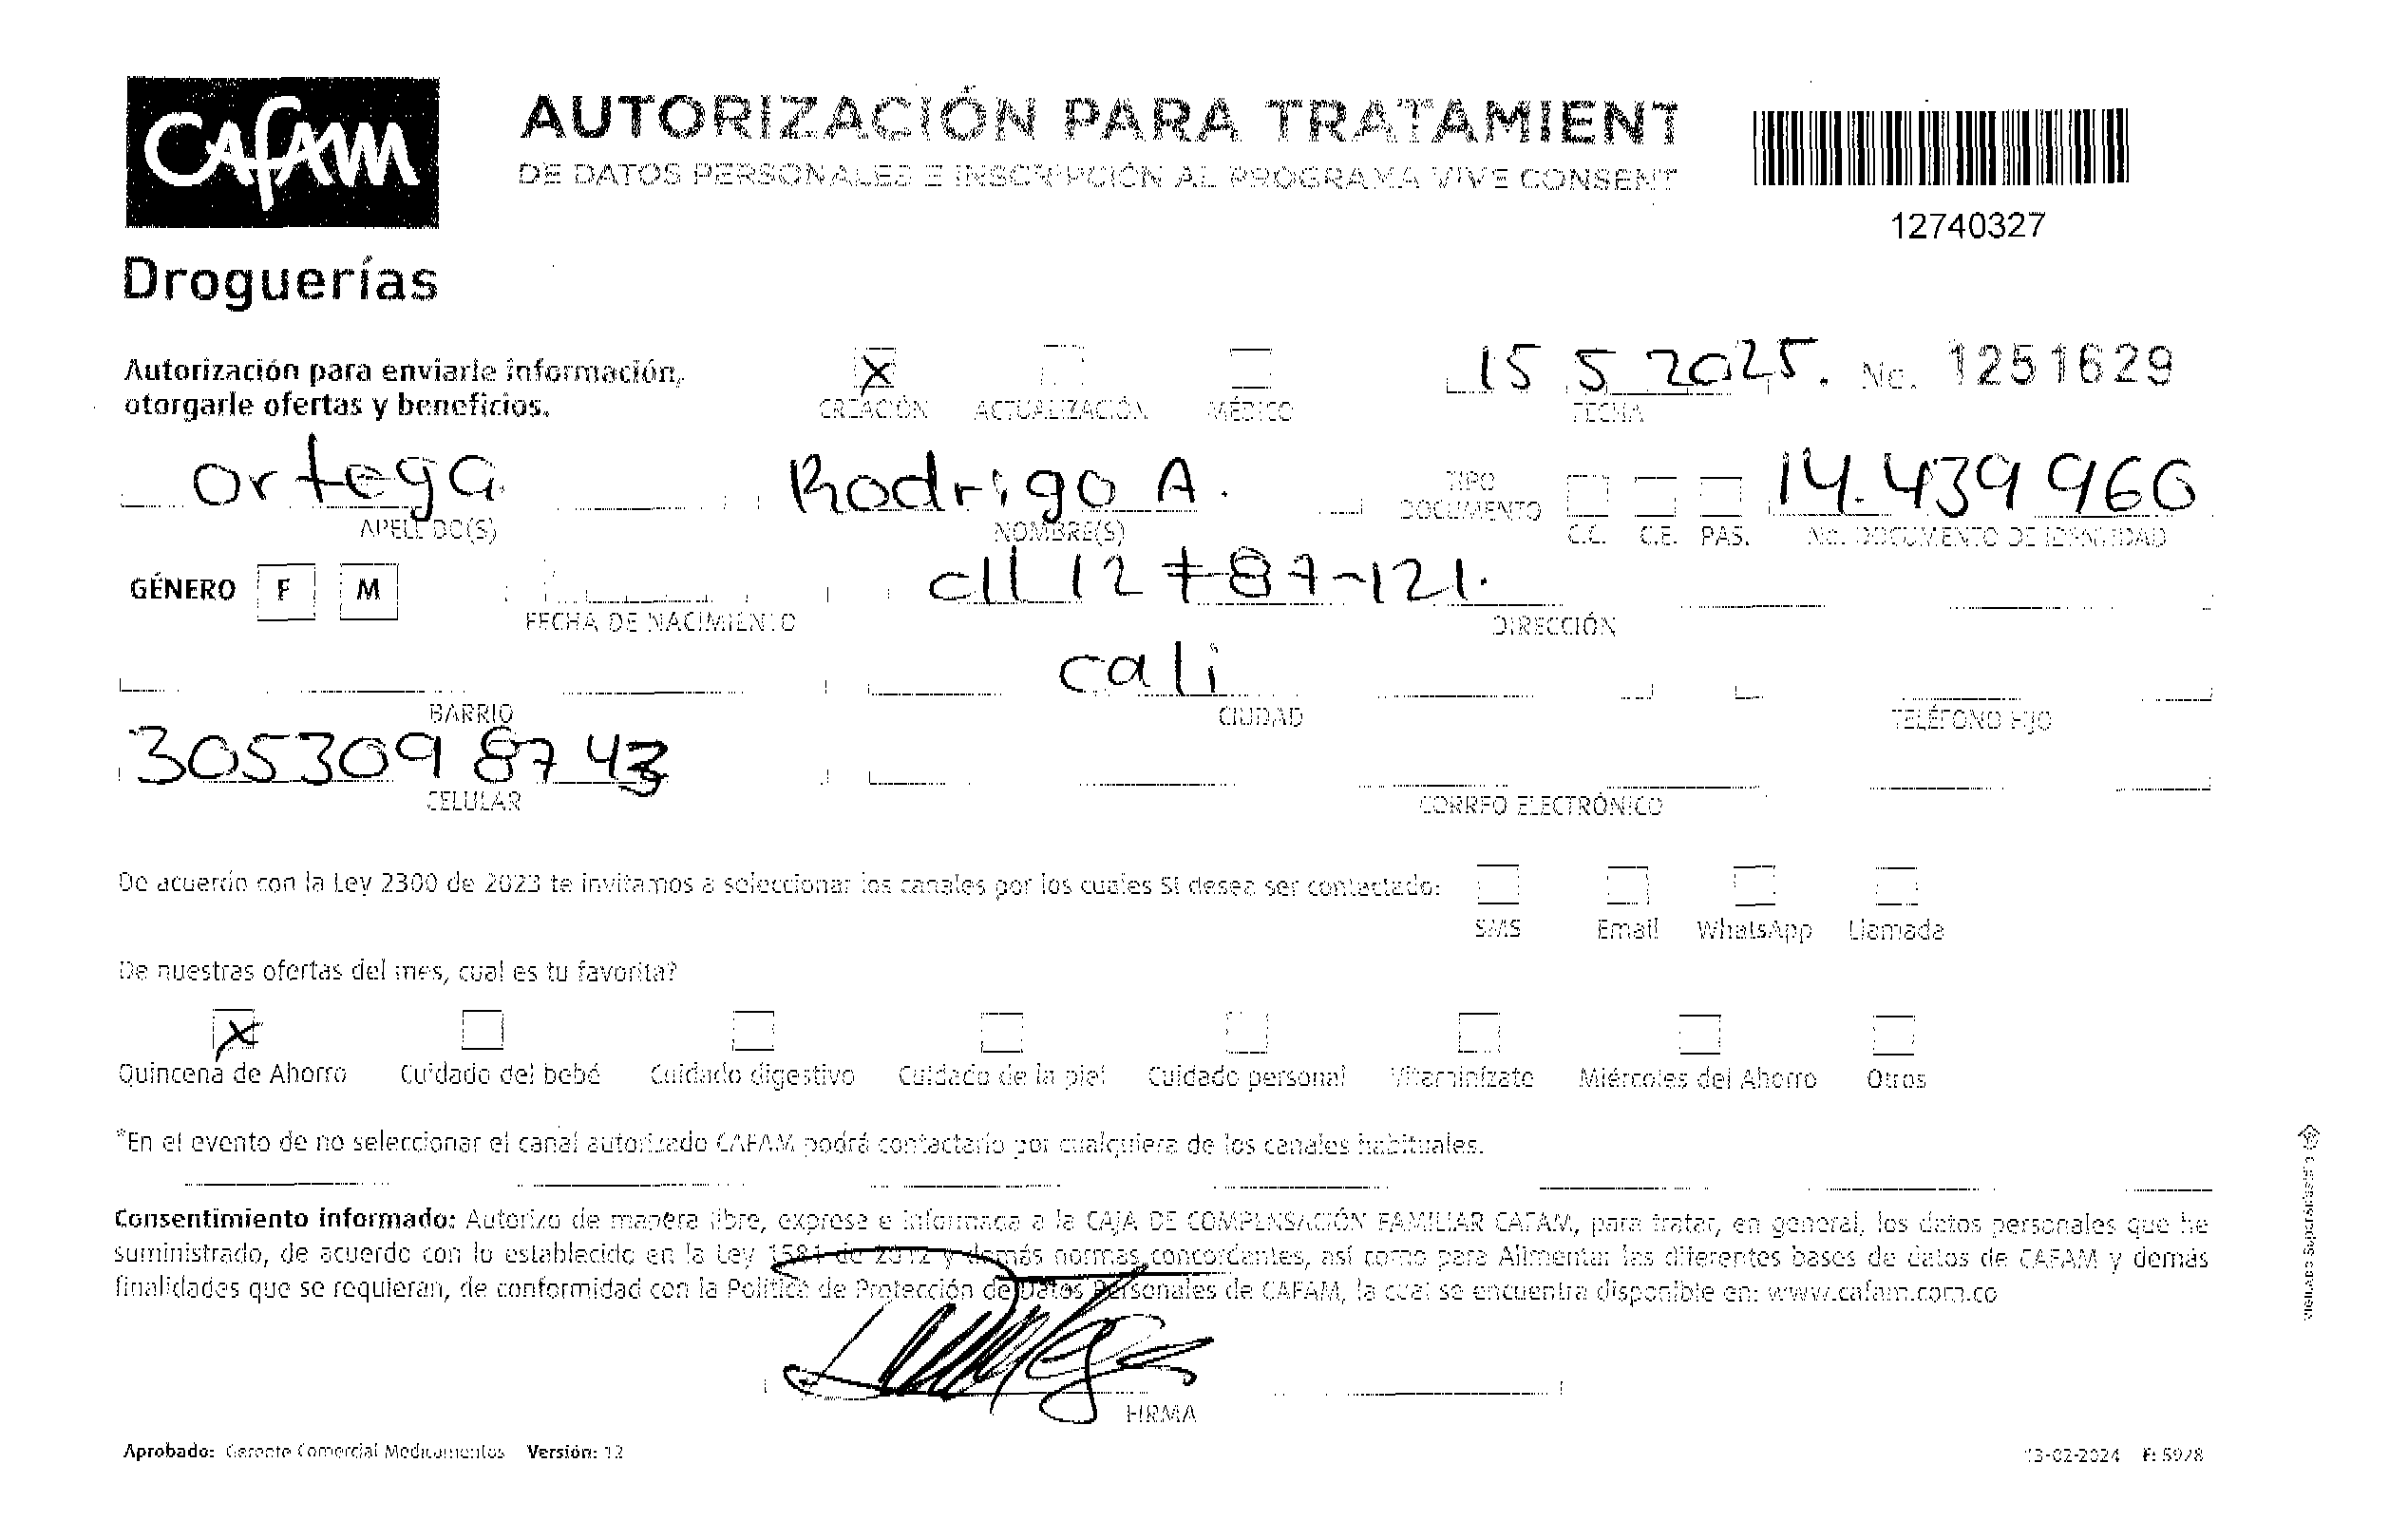 CAFAM
Droguerías
AUTORIZACIÓN PARA TRATAMIENT
DE DATOS PERSONALES E INSCRIPCIÓN AL PROGRAMA VIVE CONSENT
12740327
Autorización para enviarle información,
otorgarle ofertas y beneficios.
X
CREACIÓN ACTUALIZACIÓN MÉDICO
15 5 2025. No. 1251629
FECHA
Ortega Rodrigo A. TIPO DOCUMENTO C.C. C.E. PAS. 14.439 966
APELLIDO(S) NOMBRE(S) No. DOCUMENTO DE IDENTIDAD
GÉNERO F M cll 12 # 87-121.
FECHA DE NACIMIENTO DIRECCIÓN
cali
BARRIO CIUDAD TELÉFONO FIJO
305309 8743
CELULAR CORREO ELECTRÓNICO
De acuerdo con la Ley 2300 de 2023 te invitamos a seleccionar los canales por los cuales SI desea ser contactado:
SMS Email WhatsApp Llamada
De nuestras ofertas del mes, cual es tu favorita?
X
Quincena de Ahorro Cuidado del bebé Cuidado digestivo Cuidado de la piel Cuidado personal Vitaminízate Miércoles del Ahorro Otros
*En el evento de no seleccionar el canal autorizado CAFAM podrá contactarlo por cualquiera de los canales habituales.
Consentimiento informado: Autorizo de manera libre, expresa e informada a la CAJA DE COMPENSACIÓN FAMILIAR CAFAM, para tratar, en general, los datos personales que he
suministrado, de acuerdo con lo establecido en la Ley 1581 de 2012 y demás normas concordantes, así como para Alimentar las diferentes bases de datos de CAFAM y demás
finalidades que se requieran, de conformidad con la Política de Protección de Datos Personales de CAFAM, la cual se encuentra disponible en: www.cafam.com.co
FIRMA
Aprobado: Gerente Comercial Medicamentos Versión: 12
13-02-2024 F: 5978